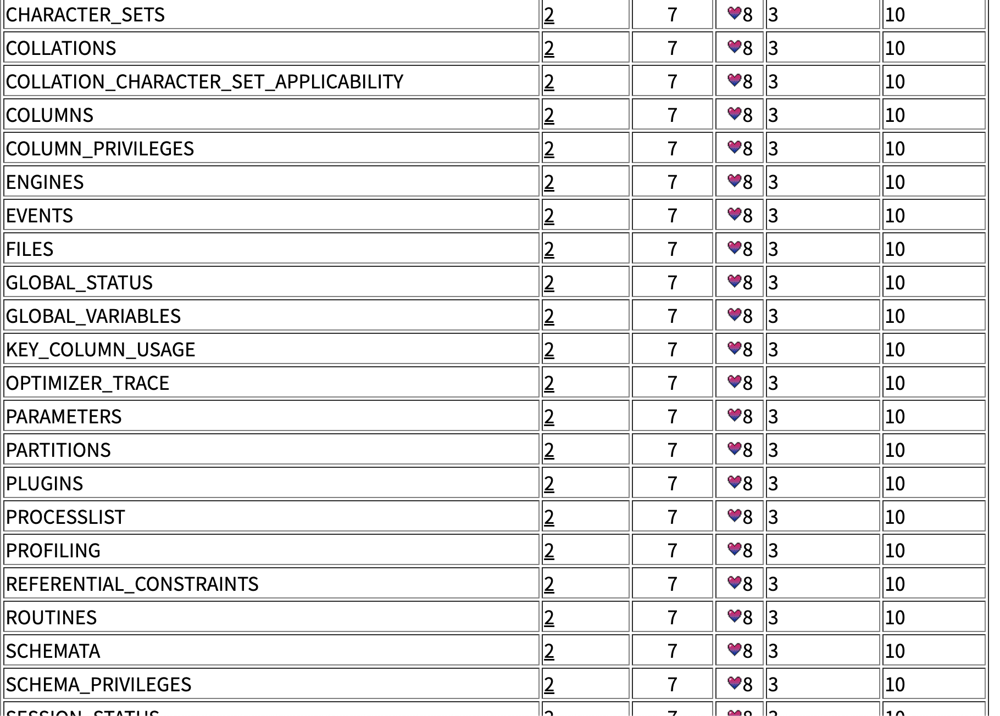 CHARACTER_SETS 2 7 8 3 10
COLLATIONS 2 7 8 3 10
COLLATION_CHARACTER_SET_APPLICABILITY 2 7 8 3 10
COLUMNS 2 7 8 3 10
COLUMN_PRIVILEGES 2 7 8 3 10
ENGINES 2 7 8 3 10
EVENTS 2 7 8 3 10
FILES 2 7 8 3 10
GLOBAL_STATUS 2 7 8 3 10
GLOBAL_VARIABLES 2 7 8 3 10
KEY_COLUMN_USAGE 2 7 8 3 10
OPTIMIZER_TRACE 2 7 8 3 10
PARAMETERS 2 7 8 3 10
PARTITIONS 2 7 8 3 10
PLUGINS 2 7 8 3 10
PROCESSLIST 2 7 8 3 10
PROFILING 2 7 8 3 10
REFERENTIAL_CONSTRAINTS 2 7 8 3 10
ROUTINES 2 7 8 3 10
SCHEMATA 2 7 8 3 10
SCHEMA_PRIVILEGES 2 7 8 3 10
SESSION_STATUS 2 7 8 3 10